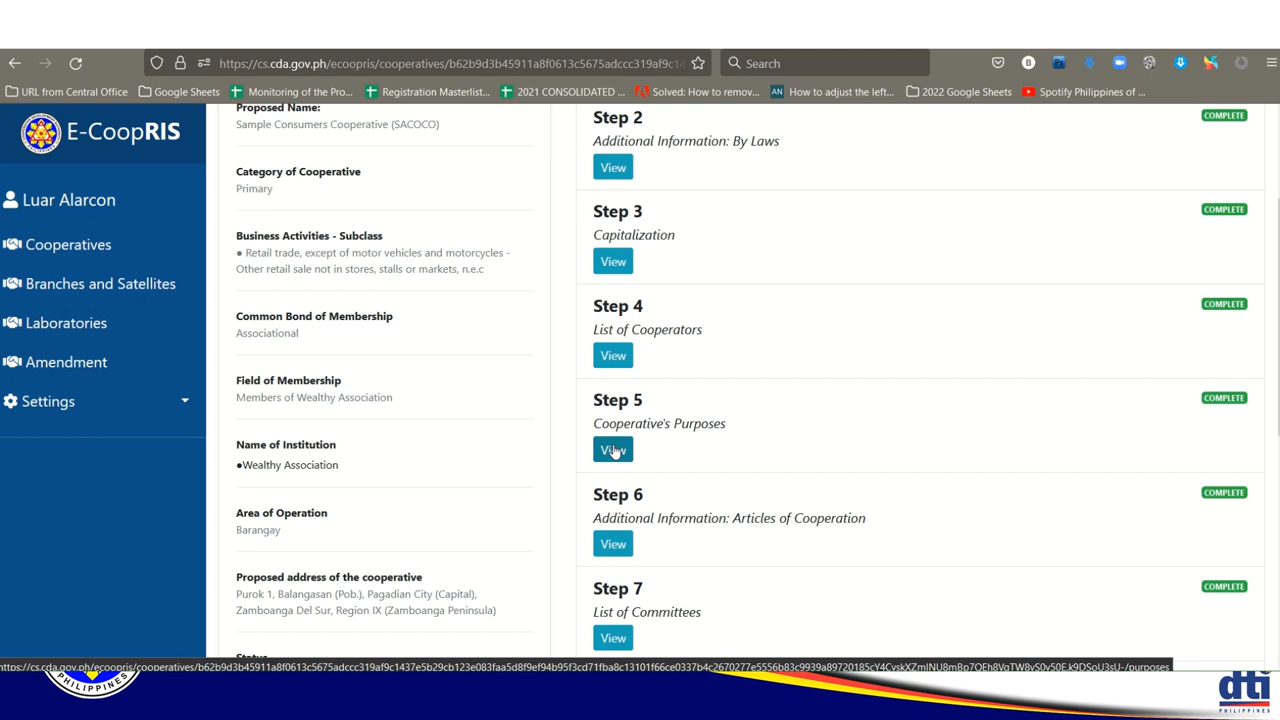 https://cs.cda.gov.ph/ecoopris/cooperatives/b62b9d3b45911a8f0613c5675adccc319af9c14
Search
URL from Central Office
Google Sheets
Monitoring of the Pro...
Registration Masterlist...
2021 CONSOLIDATED ...
Solved: How to remov...
AN
How to adjust the left...
2022 Google Sheets
Spotify Philippines of ...
E-CoopRIS
Luar Alarcon
Cooperatives
Branches and Satellites
Laboratories
Amendment
Settings
Proposed Name:
Sample Consumers Cooperative (SACOCO)
Category of Cooperative
Primary
Business Activities - Subclass
● Retail trade, except of motor vehicles and motorcycles -
Other retail sale not in stores, stalls or markets, n.e.c
Common Bond of Membership
Associational
Field of Membership
Members of Wealthy Association
Name of Institution
●Wealthy Association
Area of Operation
Barangay
Proposed address of the cooperative
Purok 1, Balangasan (Pob.), Pagadian City (Capital),
Zamboanga Del Sur, Region IX (Zamboanga Peninsula)
Status
Step 2
COMPLETE
Additional Information: By Laws
View
Step 3
COMPLETE
Capitalization
View
Step 4
COMPLETE
List of Cooperators
View
Step 5
COMPLETE
Cooperative's Purposes
View
Step 6
COMPLETE
Additional Information: Articles of Cooperation
View
Step 7
COMPLETE
List of Committees
View
PHILIPPINES
dti
PHILIPPINES